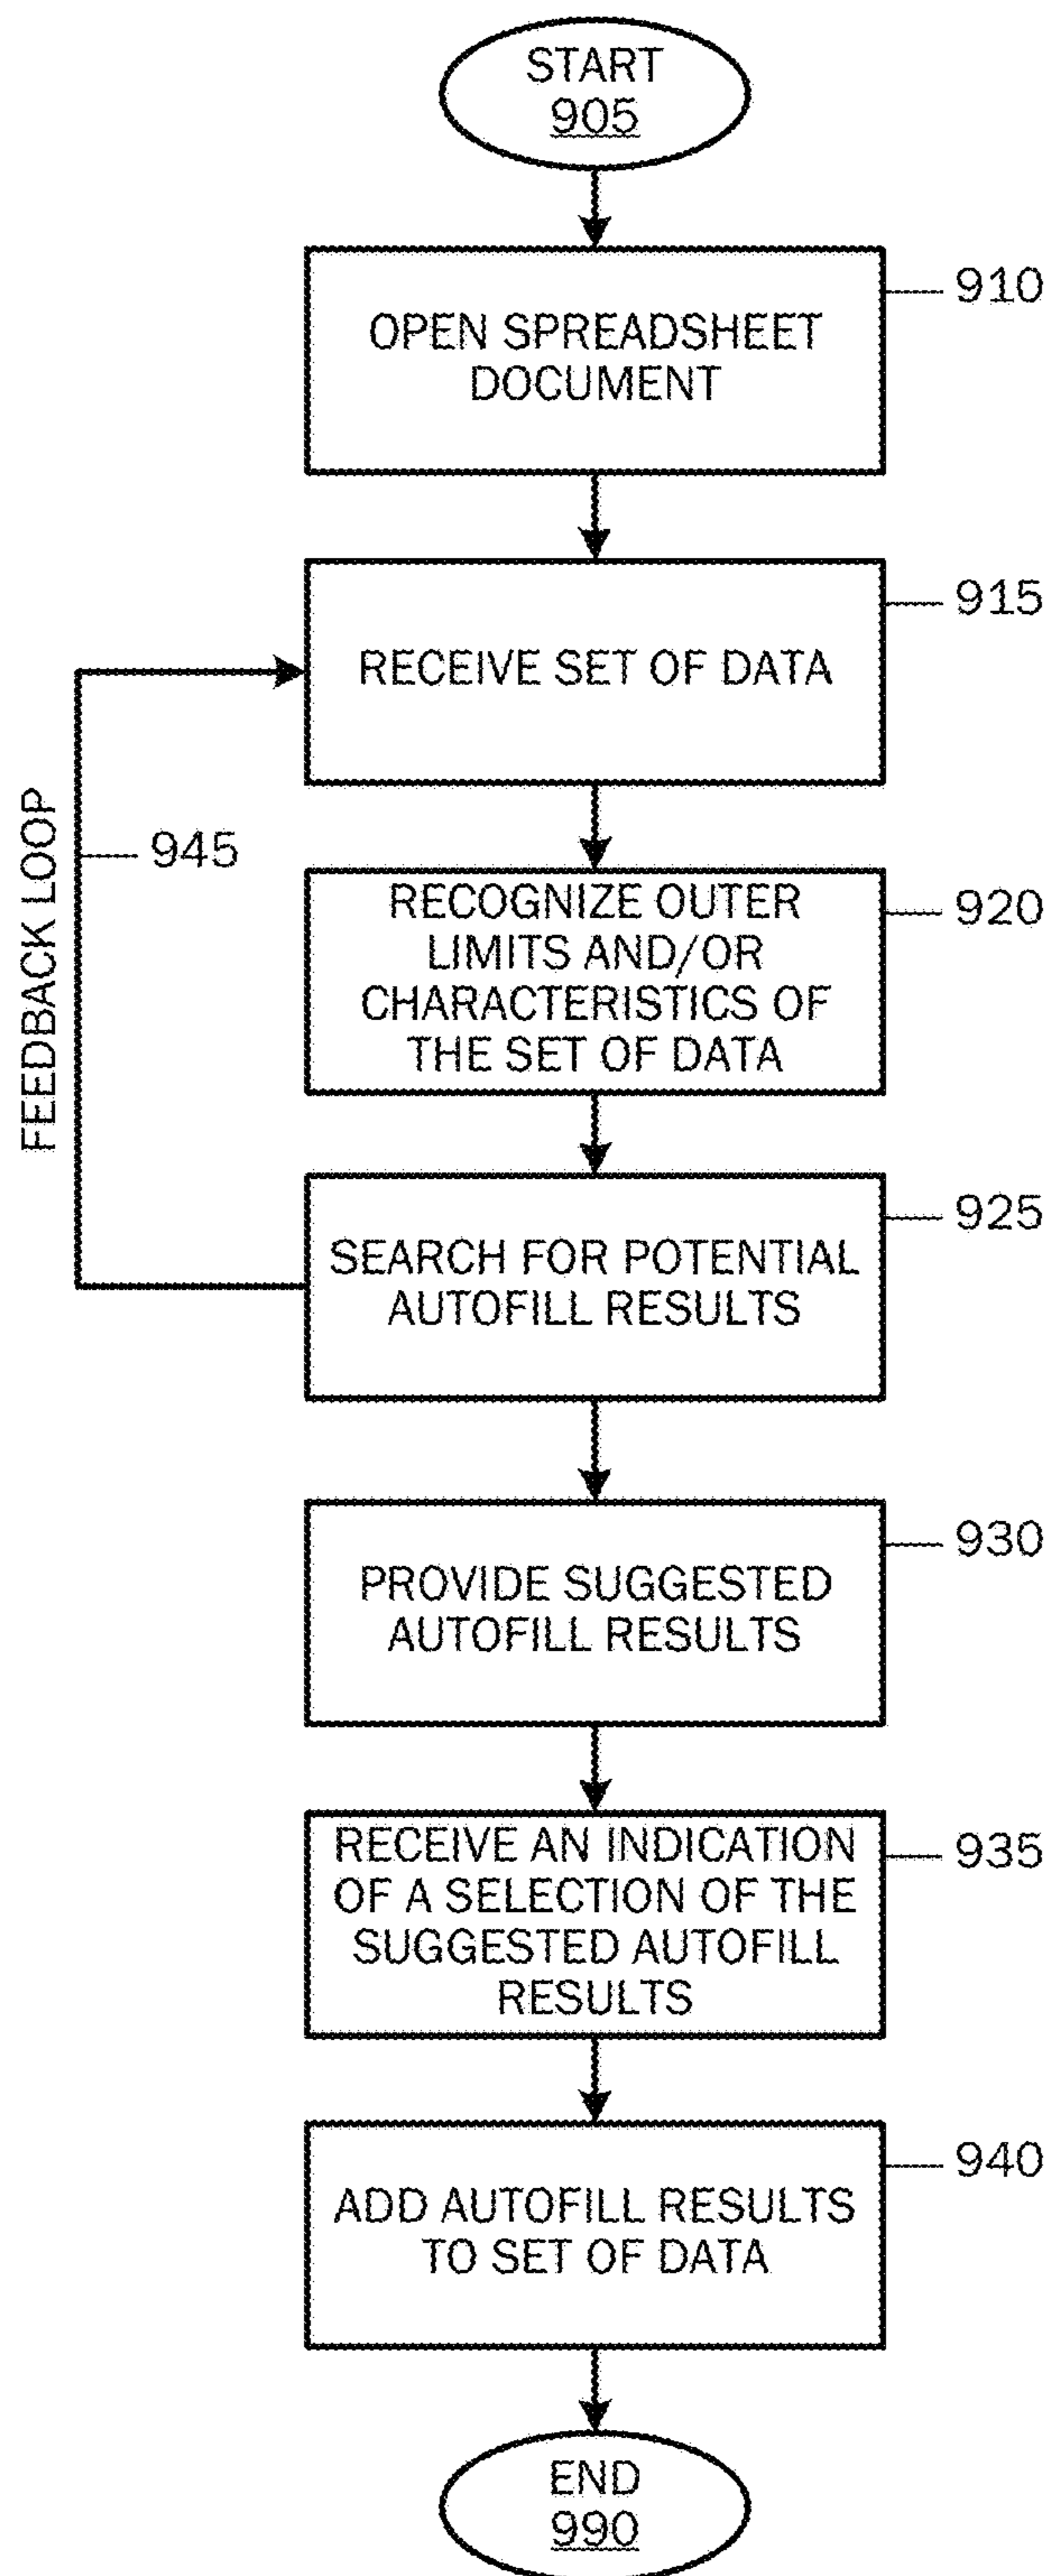 START
905
OPEN SPREADSHEET
DOCUMENT
910
RECEIVE SET OF DATA
915
FEEDBACK LOOP
945
RECOGNIZE OUTER
LIMITS AND/OR
CHARACTERISTICS OF
THE SET OF DATA
920
SEARCH FOR POTENTIAL
AUTOFILL RESULTS
925
PROVIDE SUGGESTED
AUTOFILL RESULTS
930
RECEIVE AN INDICATION
OF A SELECTION OF THE
SUGGESTED AUTOFILL
RESULTS
935
ADD AUTOFILL RESULTS
TO SET OF DATA
940
END
990